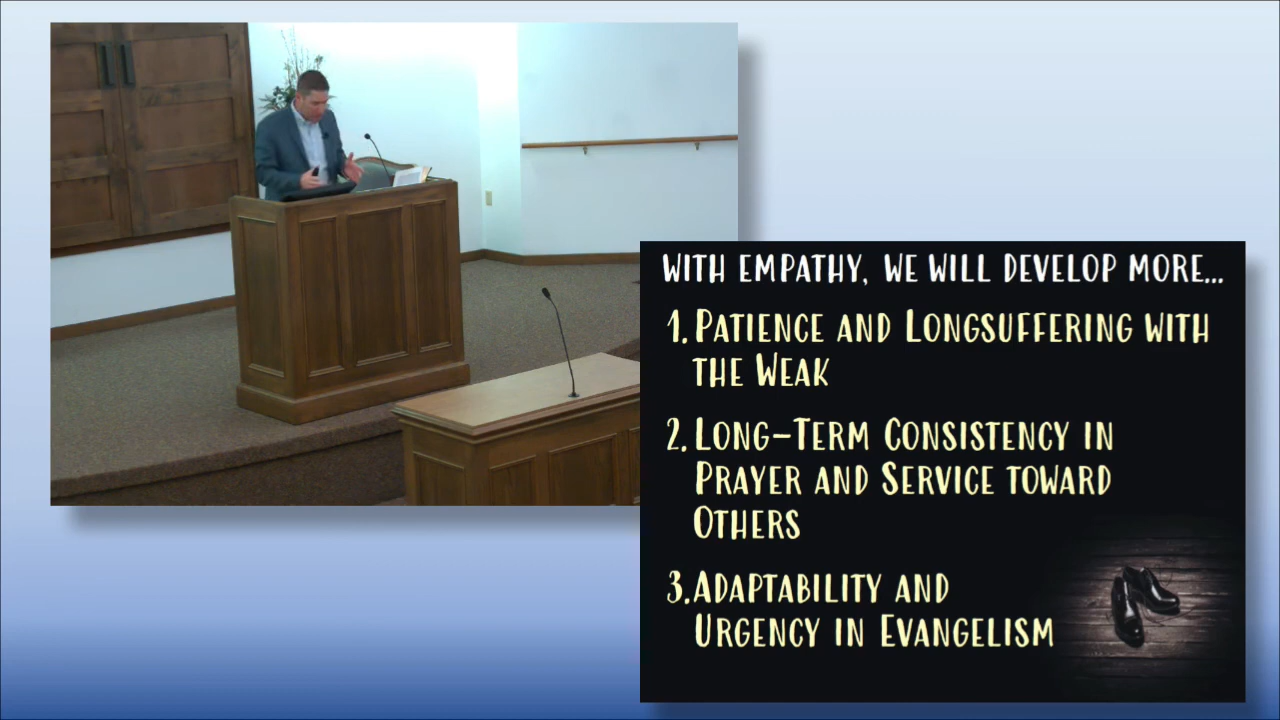 WITH EMPATHY, WE WILL DEVELOP MORE...
1. PATIENCE AND LONGSUFFERING WITH
THE WEAK
2. LONG-TERM CONSISTENCY IN
PRAYER AND SERVICE TOWARD
OTHERS
3. ADAPTABILITY AND
URGENCY IN EVANGELISM